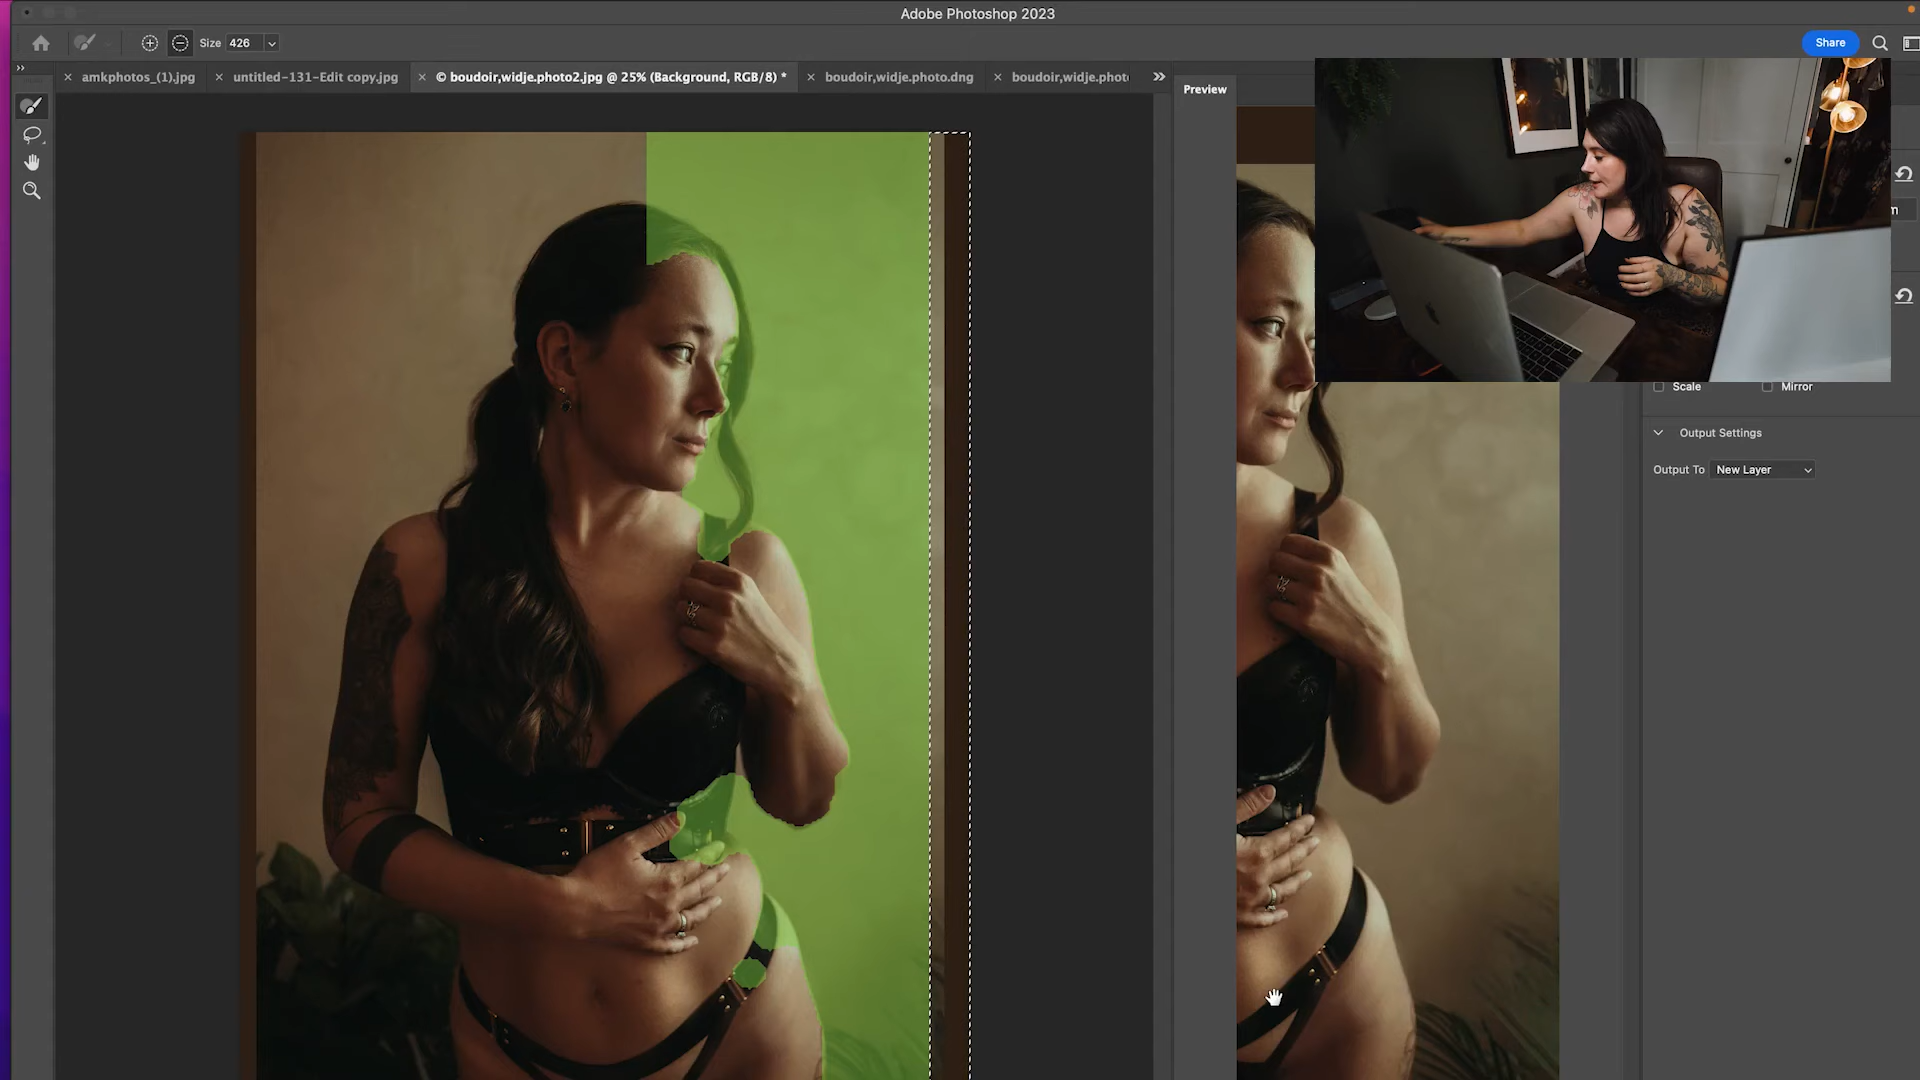 Adobe Photoshop 2023
Size 426
Share
amkphotos_(1).jpg
untitled-131-Edit copy.jpg
© boudoir,widje.photo2.jpg @ 25% (Background, RGB/8) *
boudoir,widje.photo.dng
boudoir,widje.phot
Preview
m
Scale
Mirror
Output Settings
Output To New Layer